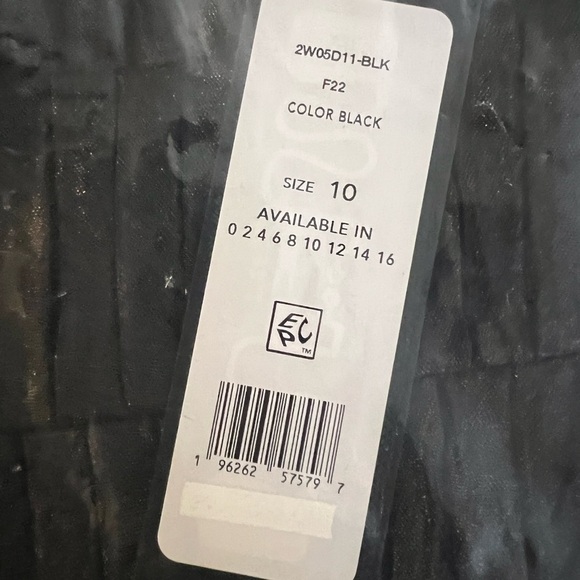 2W05D11-BLK
F22
COLOR BLACK
SIZE 10
AVAILABLE IN
0 2 4 6 8 10 12 14 16
EPC™
1 96262 57579 7